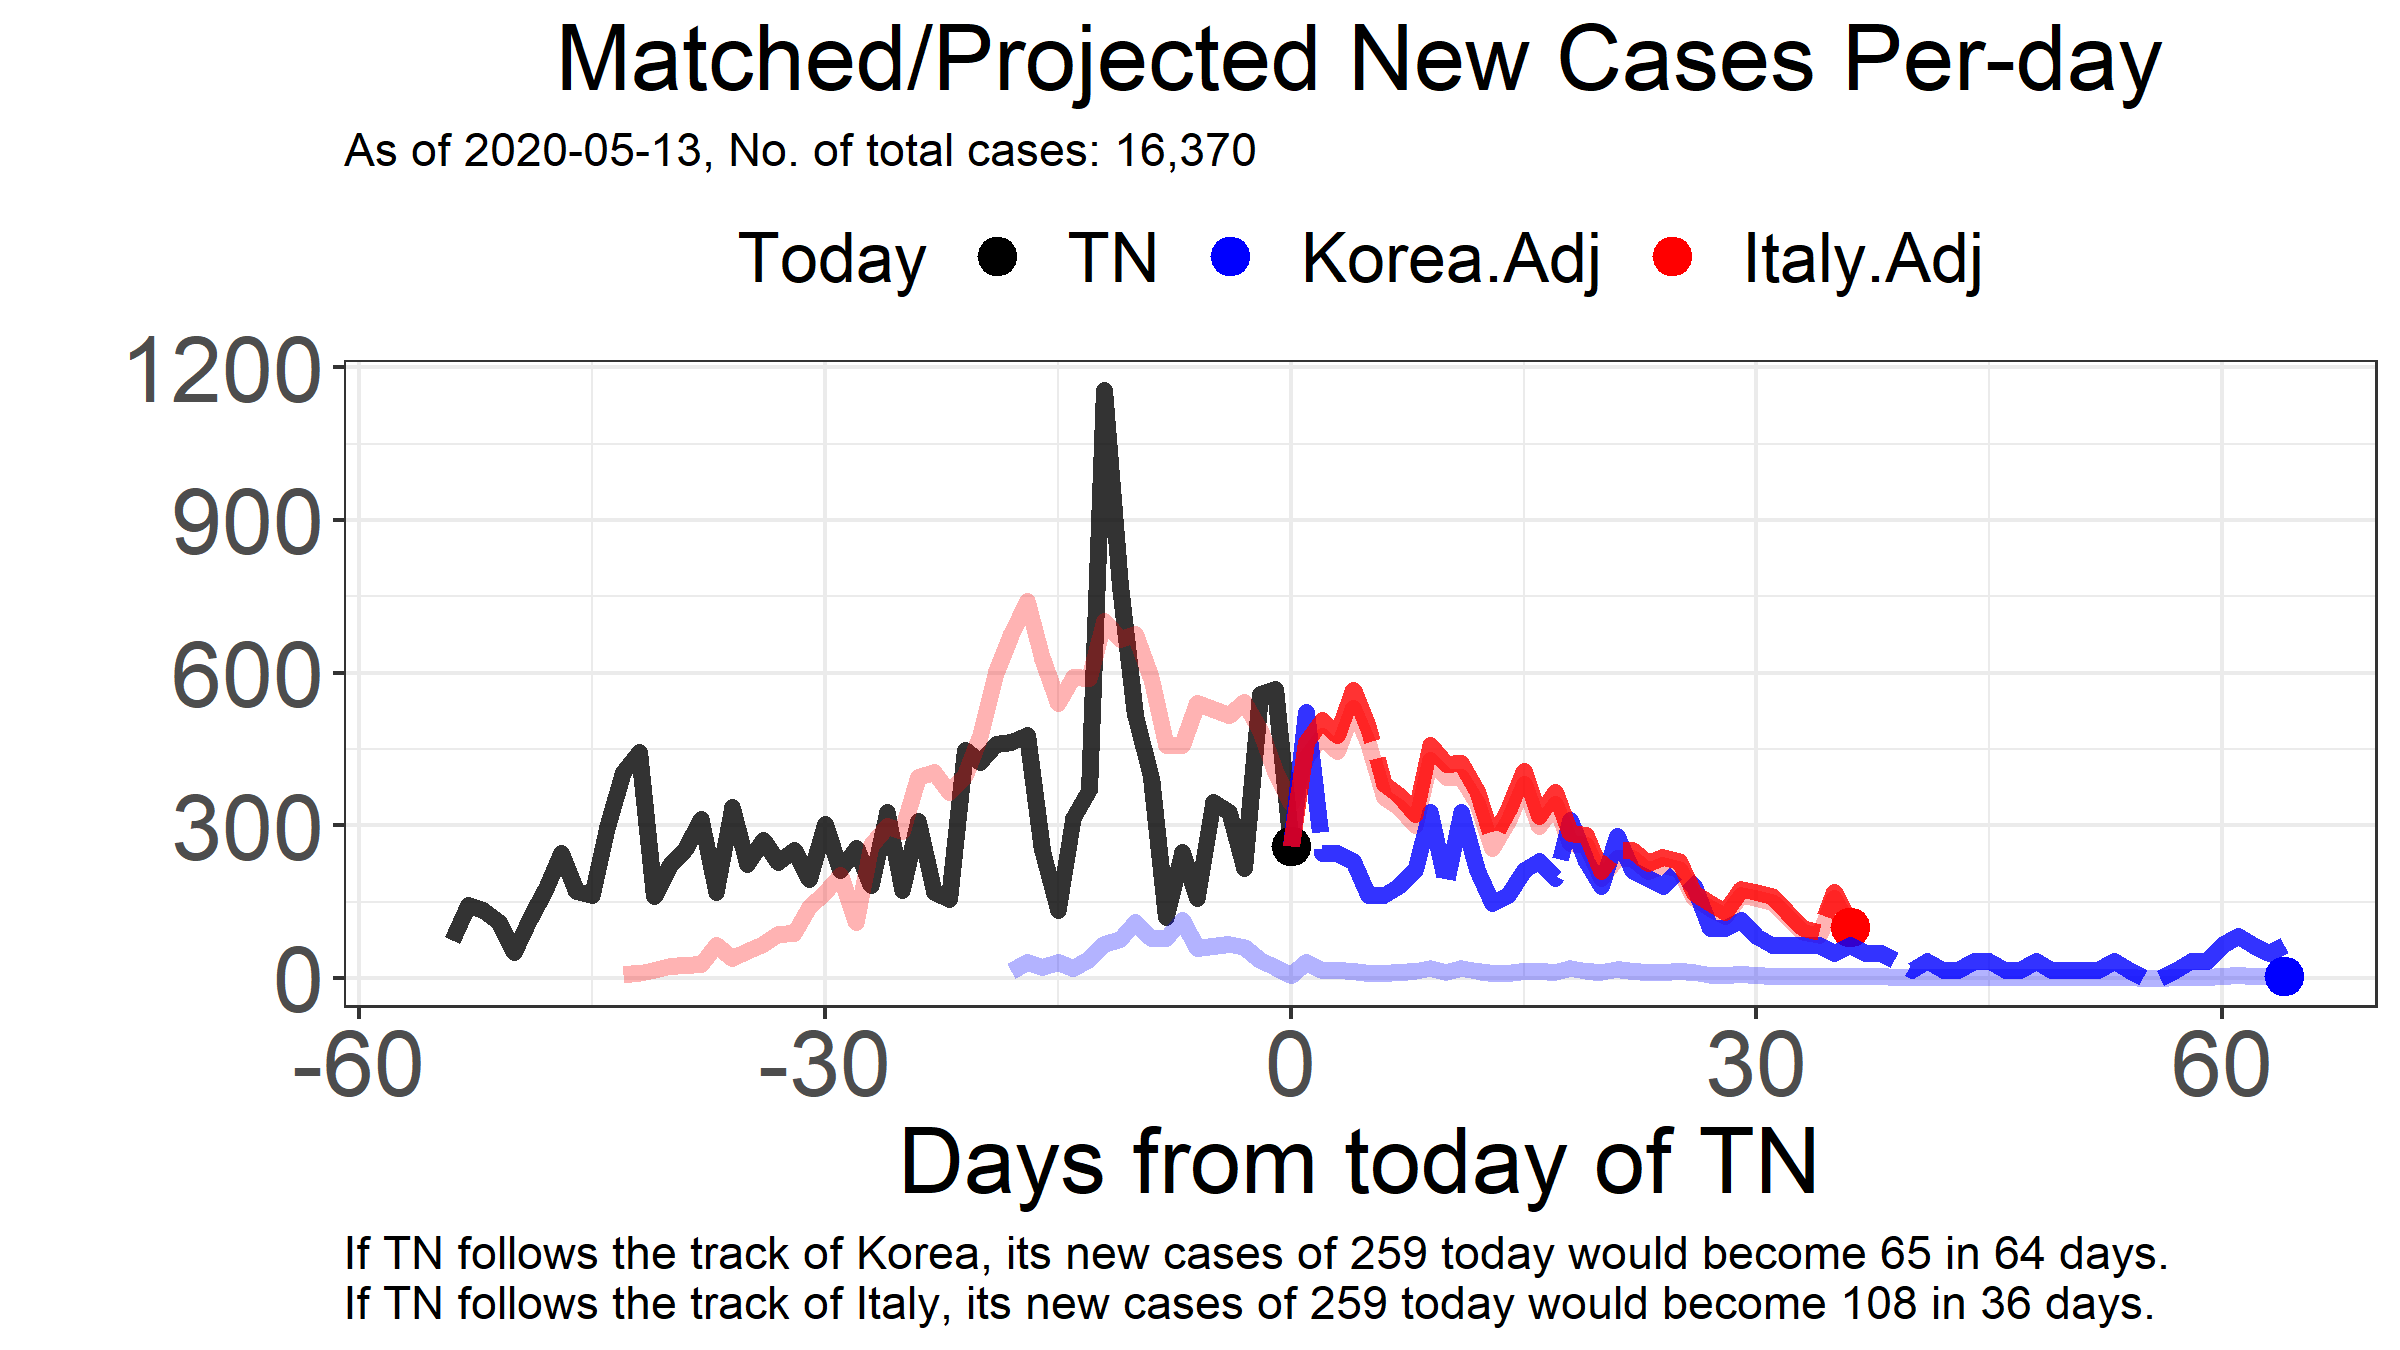 Matched/Projected New Cases Per-day
As of 2020-05-13, No. of total cases: 16,370
Today TN Korea.Adj Italy.Adj
1200
900
600
300
0
-60 -30 0 30 60
Days from today of TN
If TN follows the track of Korea, its new cases of 259 today would become 65 in 64 days.
If TN follows the track of Italy, its new cases of 259 today would become 108 in 36 days.